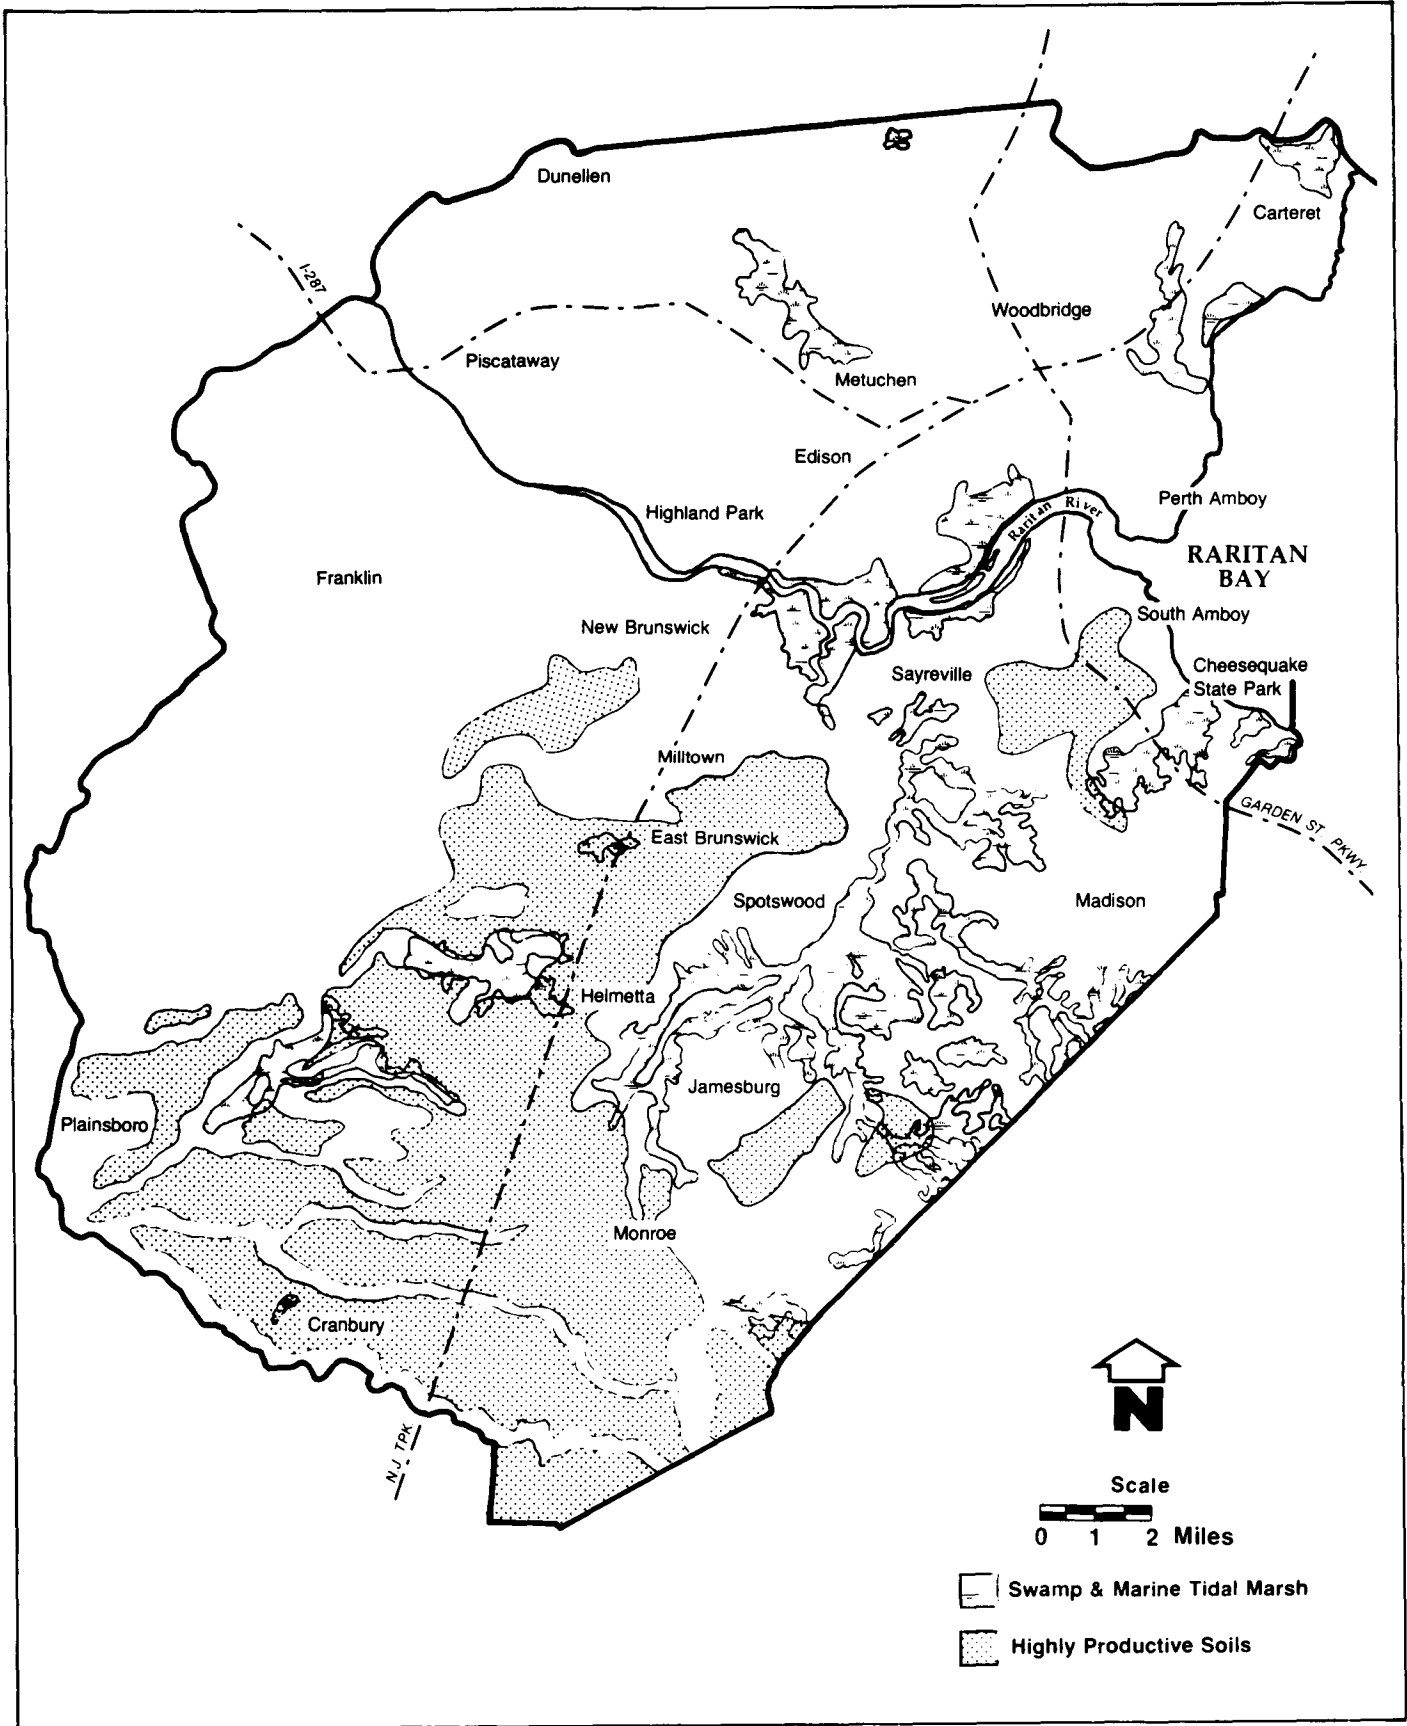 Dunellen
Carteret
I-287
Woodbridge
Piscataway
Metuchen
Edison
Perth Amboy
Highland Park
Raritan River
RARITAN
BAY
Franklin
South Amboy
New Brunswick
Cheesequake
State Park
Sayreville
Milltown
GARDEN ST. PKWY.
East Brunswick
Spotswood
Madison
Helmetta
Jamesburg
Plainsboro
Monroe
Cranbury
N
NJ TPK
Scale
0 1 2 Miles
Swamp & Marine Tidal Marsh
Highly Productive Soils